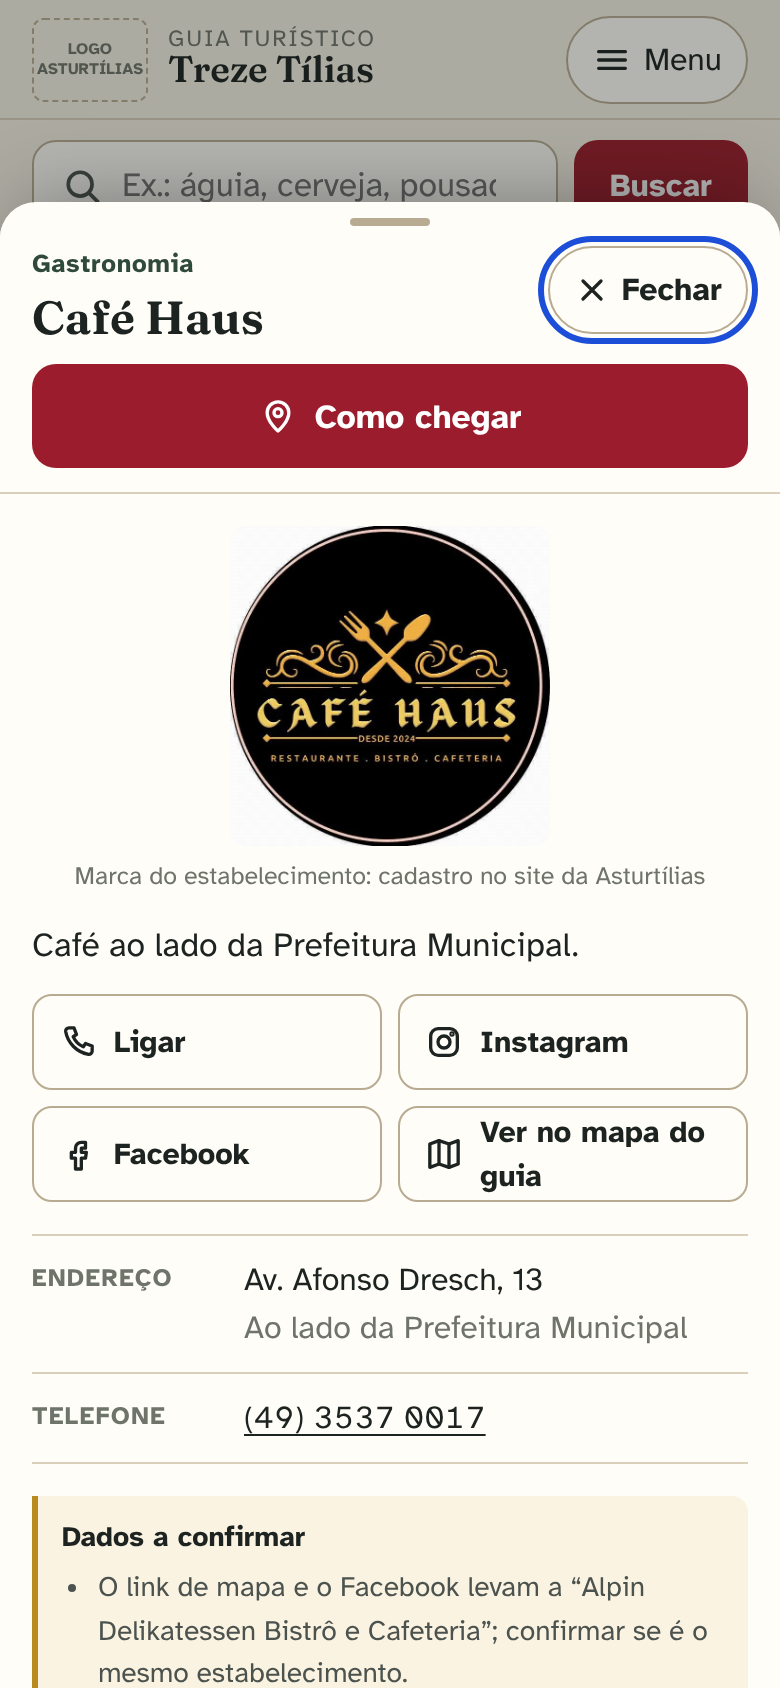 LOGO
ASTURTÍLIAS
GUIA TURÍSTICO
Treze Tílias
Menu
Ex.: águia, cerveja, pousad
Buscar
Gastronomia
Café Haus
Fechar
Como chegar
CAFÉ HAUS
DESDE 2024
RESTAURANTE . BISTRÔ . CAFETERIA
Marca do estabelecimento: cadastro no site da Asturtílias
Café ao lado da Prefeitura Municipal.
Ligar
Instagram
Facebook
Ver no mapa do
guia
ENDEREÇO
Av. Afonso Dresch, 13
Ao lado da Prefeitura Municipal
TELEFONE
(49) 3537 0017
Dados a confirmar
• O link de mapa e o Facebook levam a “Alpin
Delikatessen Bistrô e Cafeteria”; confirmar se é o
mesmo estabelecimento.